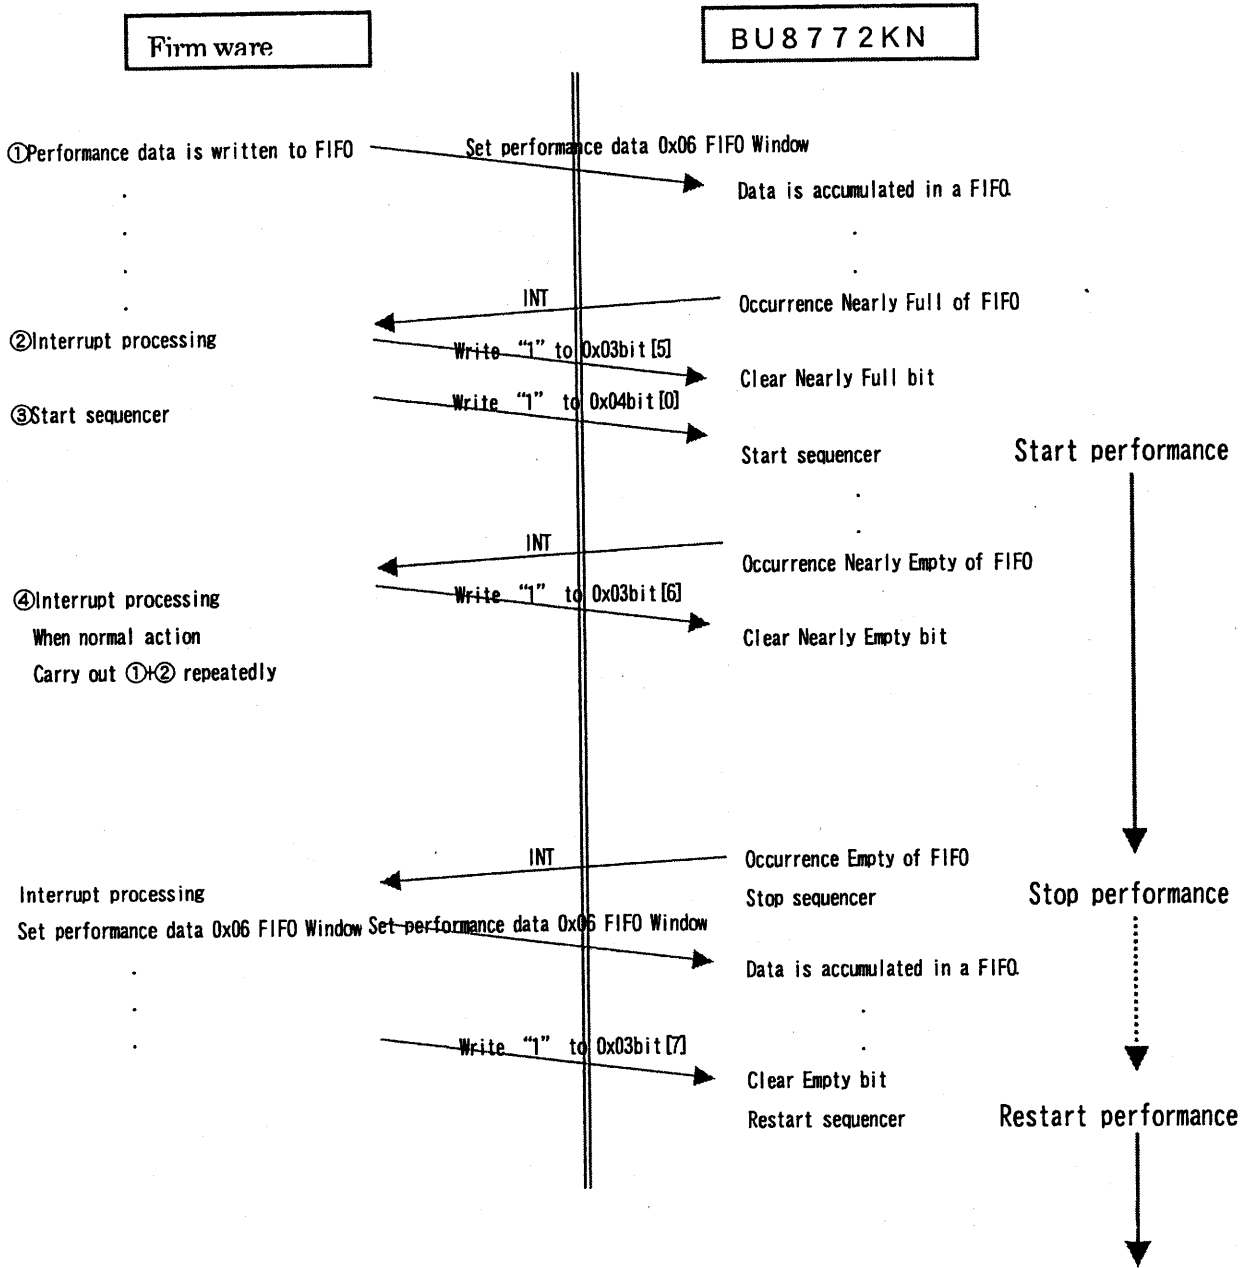 Firmware
BU8772KN
①Performance data is written to FIFO
Set performance data 0x06 FIFO Window
Data is accumulated in a FIFO.
INT
Occurrence Nearly Full of FIFO
②Interrupt processing
Write “1” to 0x03bit[5]
Clear Nearly Full bit
Write “1” to 0x04bit[0]
③Start sequencer
Start sequencer
Start performance
INT
Occurrence Nearly Empty of FIFO
④Interrupt processing
Write “1” to 0x03bit[6]
When normal action
Clear Nearly Empty bit
Carry out ①+② repeatedly
INT
Occurrence Empty of FIFO
Interrupt processing
Stop sequencer
Stop performance
Set performance data 0x06 FIFO Window
Set performance data 0x06 FIFO Window
Data is accumulated in a FIFO.
Write “1” to 0x03bit[7]
Clear Empty bit
Restart sequencer
Restart performance